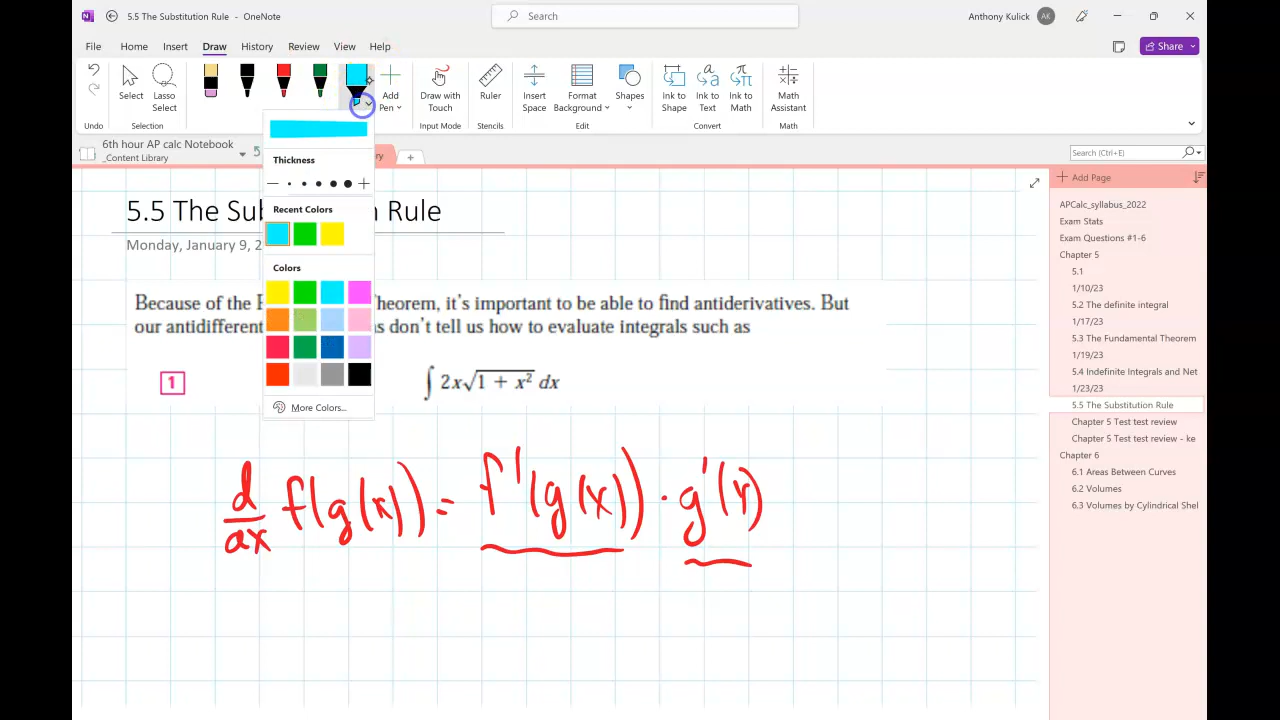 5.5 The Substitution Rule - OneNote
Search
Anthony Kulick AK
File Home Insert Draw History Review View Help
Share
Select
Lasso Select
Add Pen
Draw with Touch
Ruler
Insert Space
Format Background
Shapes
Ink to Shape
Ink to Text
Ink to Math
Math Assistant
Undo Selection Input Mode Stencils Edit Convert Math
6th hour AP calc Notebook
_Content Library
ry
Search (Ctrl+E)
Thickness
Recent Colors
Colors
More Colors...
5.5 The Sub Rule
Monday, January 9, 2
Because of the F Theorem, it's important to be able to find antiderivatives. But
our antidifferent as don't tell us how to evaluate integrals such as
1 ∫ 2x√1 + x² dx
d/dx f(g(x)) = f'(g(x)) · g'(x)
Add Page
APCalc_syllabus_2022
Exam Stats
Exam Questions #1-6
Chapter 5
5.1
1/10/23
5.2 The definite integral
1/17/23
5.3 The Fundamental Theorem
1/19/23
5.4 Indefinite Integrals and Net
1/23/23
5.5 The Substitution Rule
Chapter 5 Test test review
Chapter 5 Test test review - ke
Chapter 6
6.1 Areas Between Curves
6.2 Volumes
6.3 Volumes by Cylindrical Shel